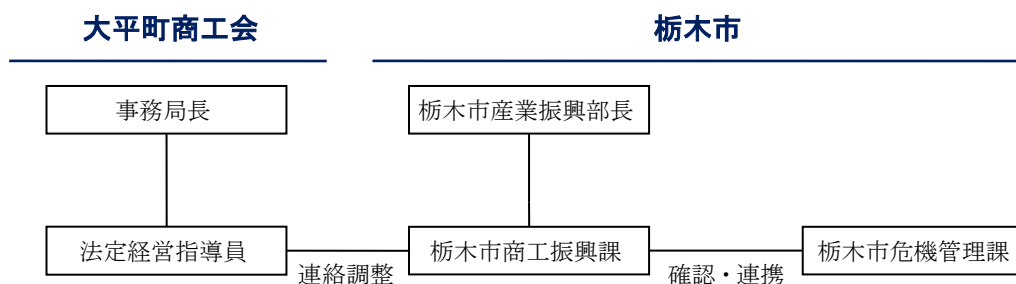 大平町商工会
栃木市
事務局長
栃木市産業振興部長
法定経営指導員
連絡調整
栃木市商工振興課
確認・連携
栃木市危機管理課